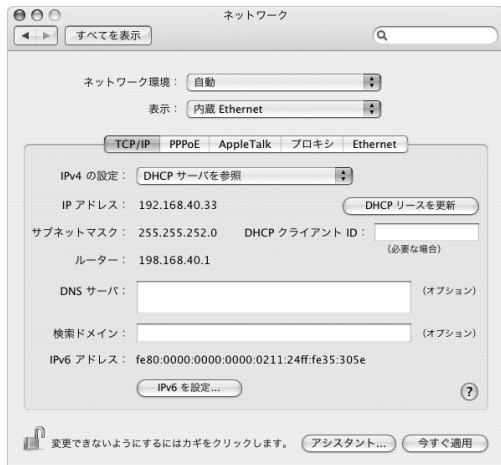 ネットワーク
すべてを表示
ネットワーク環境： 自動
表示： 内蔵 Ethernet
TCP/IP PPPoE AppleTalk プロキシ Ethernet
IPv4 の設定： DHCP サーバを参照
IP アドレス： 192.168.40.33 DHCP リースを更新
サブネットマスク： 255.255.252.0 DHCP クライアント ID：
(必要な場合)
ルーター： 198.168.40.1
DNS サーバ： (オプション)
検索ドメイン： (オプション)
IPv6 アドレス： fe80:0000:0000:0000:0211:24ff:fe35:305e
IPv6 を設定...
?
変更できないようにするにはカギをクリックします。 アシスタント... 今すぐ適用